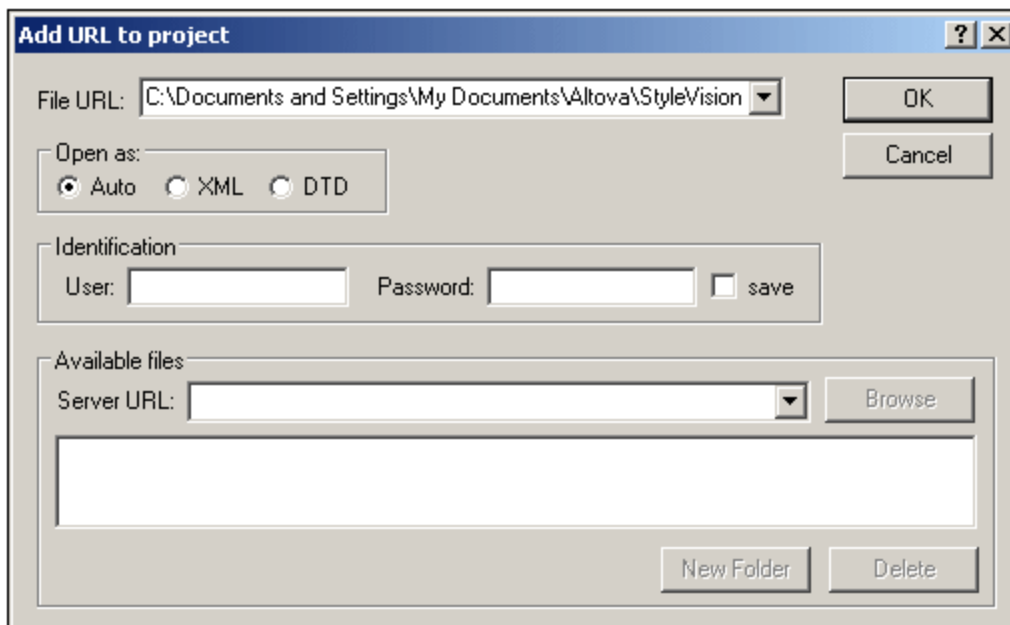 Add URL to project
File URL: C:\Documents and Settings\My Documents\Altova\StyleVision
OK
Cancel
Open as:
Auto XML DTD
Identification
User: Password: save
Available files
Server URL: Browse
New Folder Delete